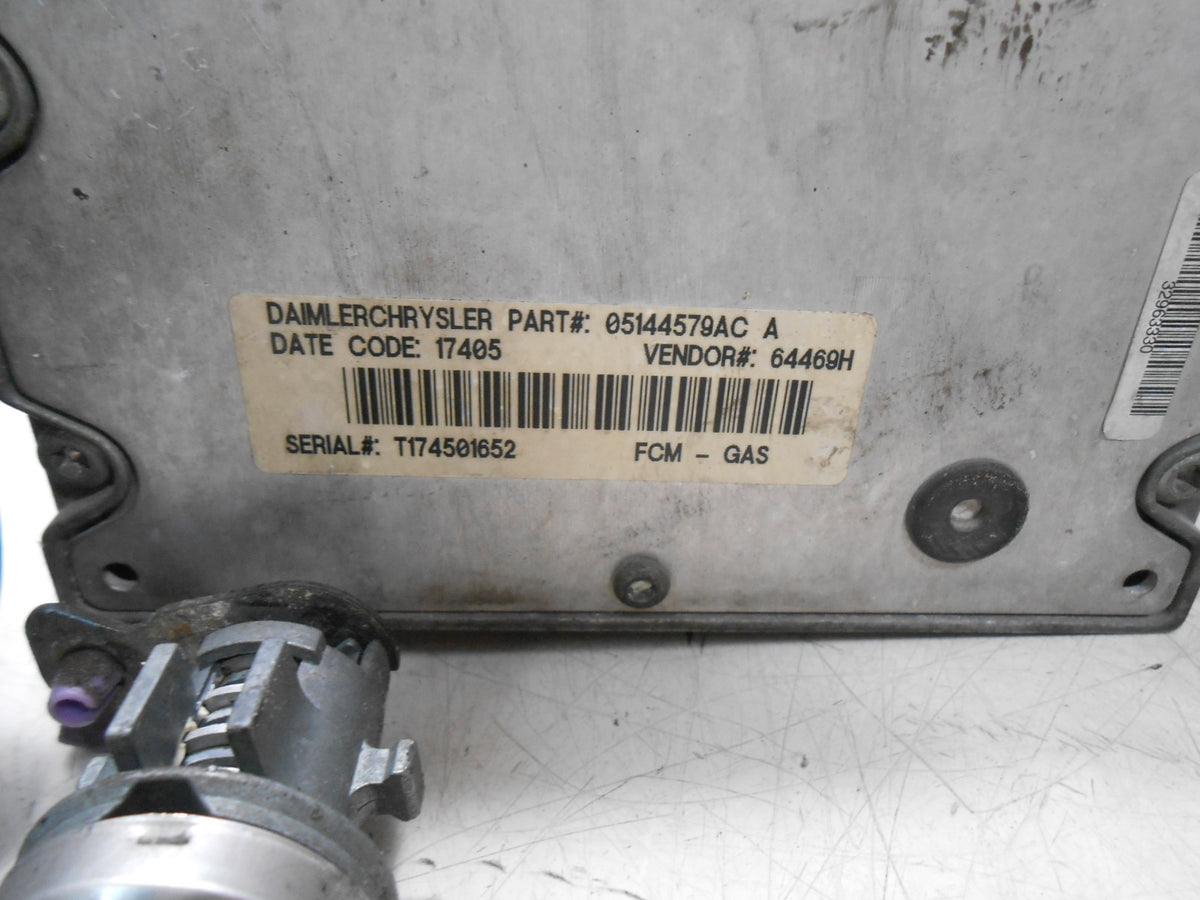 DAIMLERCHRYSLER PART#: 05144579AC A
DATE CODE: 17405 VENDOR#: 64469H
SERIAL#: T174501652 FCM - GAS
32963330